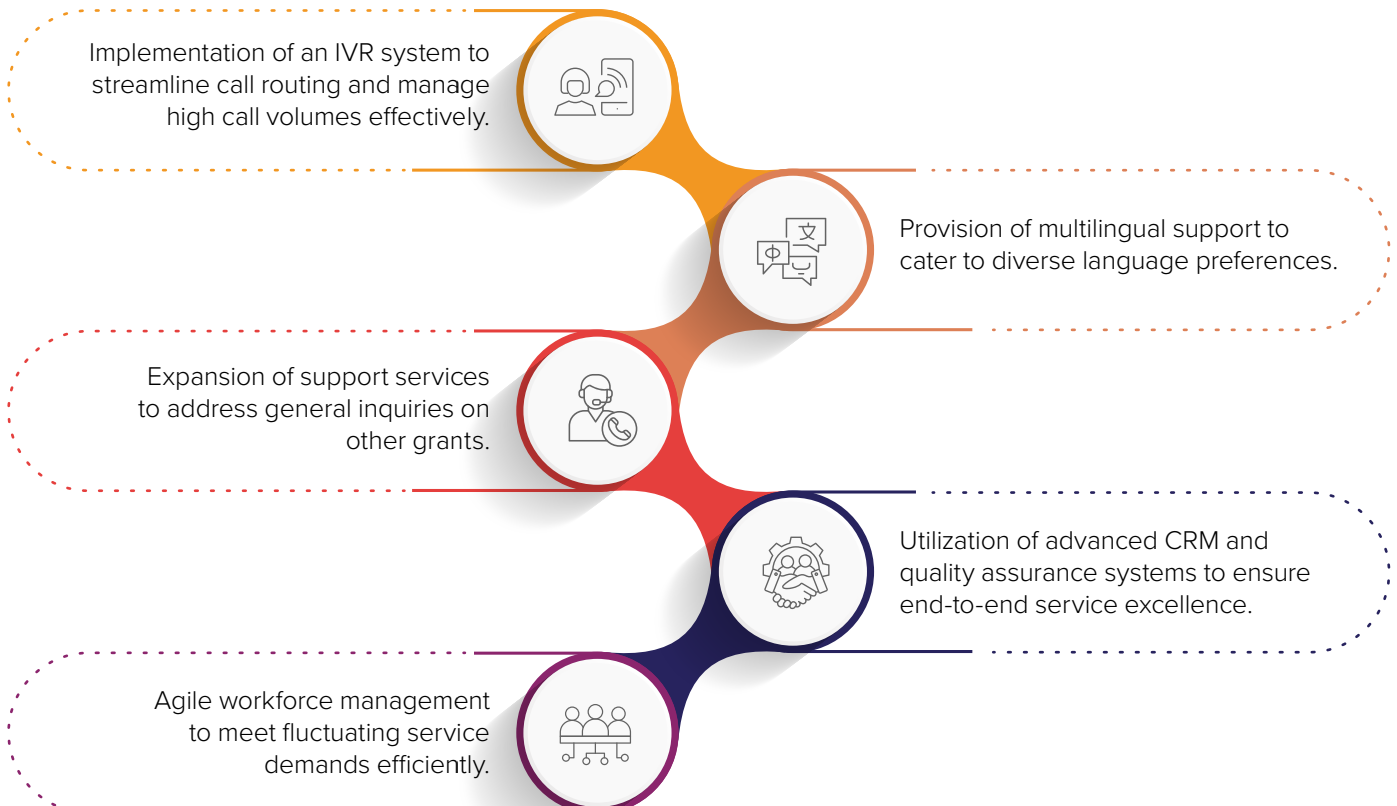 Implementation of an IVR system to
streamline call routing and manage
high call volumes effectively.
Provision of multilingual support to
cater to diverse language preferences.
Expansion of support services
to address general inquiries on
other grants.
Utilization of advanced CRM and
quality assurance systems to ensure
end-to-end service excellence.
Agile workforce management
to meet fluctuating service
demands efficiently.